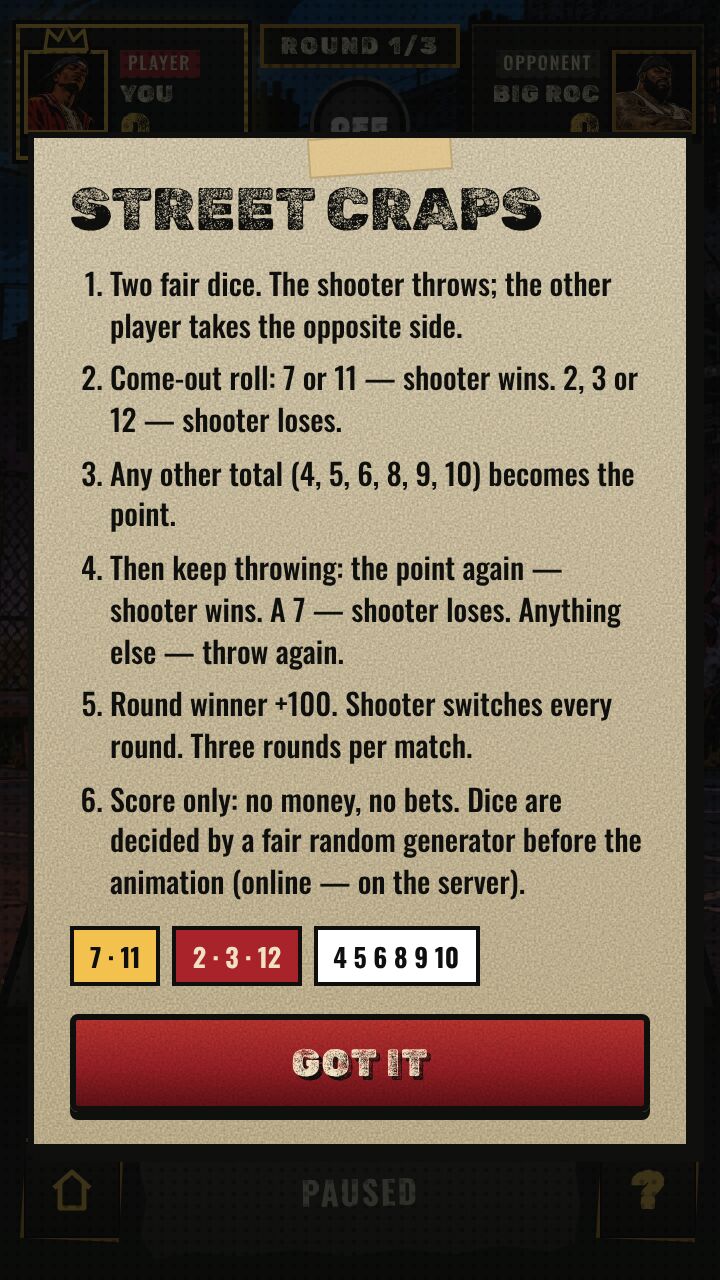 ROUND 1/3
PLAYER
OPPONENT
YOU
BIG ROC
OFF
STREET CRAPS
1. Two fair dice. The shooter throws; the other
player takes the opposite side.
2. Come-out roll: 7 or 11 — shooter wins. 2, 3 or
12 — shooter loses.
3. Any other total (4, 5, 6, 8, 9, 10) becomes the
point.
4. Then keep throwing: the point again —
shooter wins. A 7 — shooter loses. Anything
else — throw again.
5. Round winner +100. Shooter switches every
round. Three rounds per match.
6. Score only: no money, no bets. Dice are
decided by a fair random generator before the
animation (online — on the server).
7 · 11
2 · 3 · 12
4 5 6 8 9 10
GOT IT
PAUSED
?